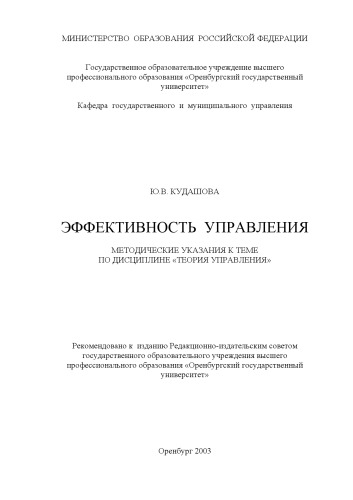 МИНИСТЕРСТВО ОБРАЗОВАНИЯ РОССИЙСКОЙ ФЕДЕРАЦИИ
Государственное образовательное учреждение высшего
профессионального образования «Оренбургский государственный
университет»
Кафедра государственного и муниципального управления
Ю.В. КУДАШОВА
ЭФФЕКТИВНОСТЬ УПРАВЛЕНИЯ
МЕТОДИЧЕСКИЕ УКАЗАНИЯ К ТЕМЕ
ПО ДИСЦИПЛИНЕ «ТЕОРИЯ УПРАВЛЕНИЯ»
Рекомендовано к изданию Редакционно-издательским советом
государственного образовательного учреждения высшего
профессионального образования «Оренбургский государственный
университет»
Оренбург 2003